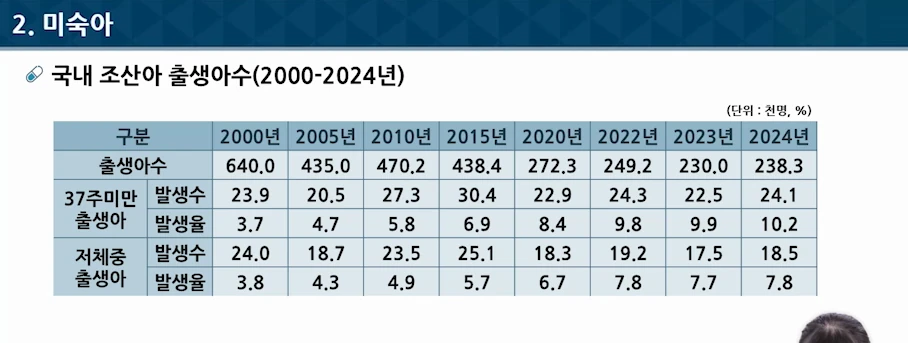 2. 미숙아
국내 조산아 출생아수(2000-2024년)
(단위 : 천명, %)
구분 2000년 2005년 2010년 2015년 2020년 2022년 2023년 2024년
출생아수 640.0 435.0 470.2 438.4 272.3 249.2 230.0 238.3
37주미만 출생아 발생수 23.9 20.5 27.3 30.4 22.9 24.3 22.5 24.1
발생율 3.7 4.7 5.8 6.9 8.4 9.8 9.9 10.2
저체중 출생아 발생수 24.0 18.7 23.5 25.1 18.3 19.2 17.5 18.5
발생율 3.8 4.3 4.9 5.7 6.7 7.8 7.7 7.8